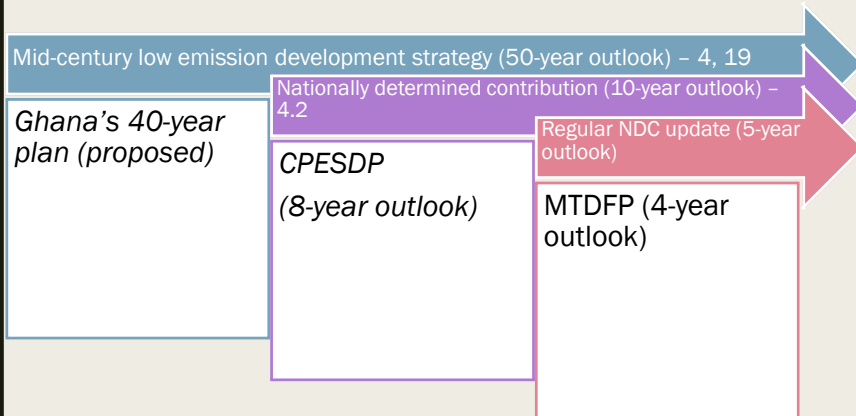 Mid-century low emission development strategy (50-year outlook) – 4, 19
Nationally determined contribution (10-year outlook) –
4.2
Regular NDC update (5-year
outlook)
Ghana’s 40-year
plan (proposed)
CPESDP
(8-year outlook)
MTDFP (4-year
outlook)